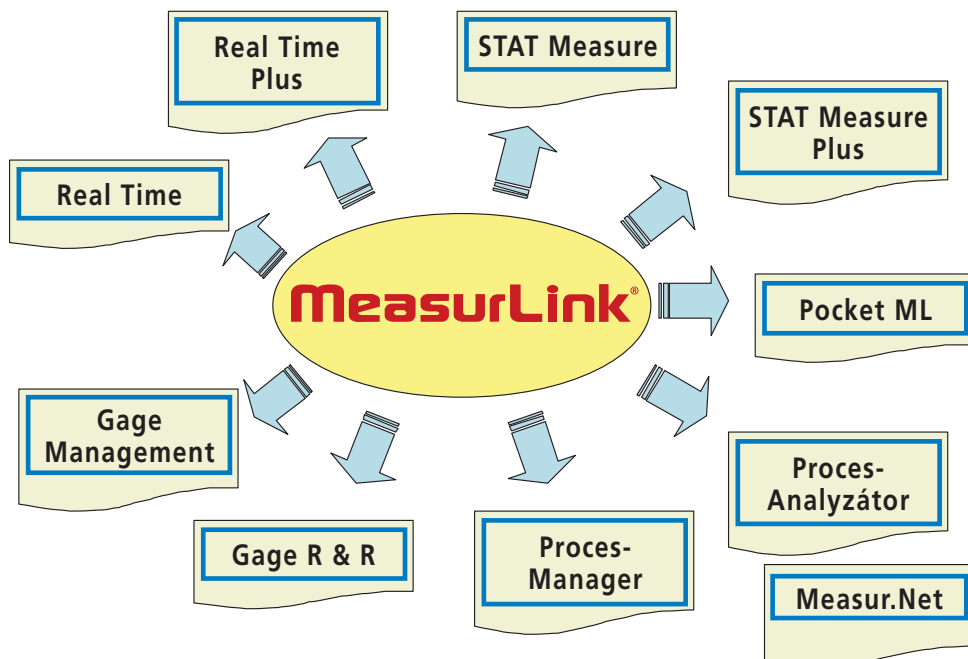 Real Time
Plus
STAT Measure
STAT Measure
Plus
Real Time
MeasurLink®
Pocket ML
Gage
Management
Proces-
Analyzátor
Gage R & R
Proces-
Manager
Measur.Net